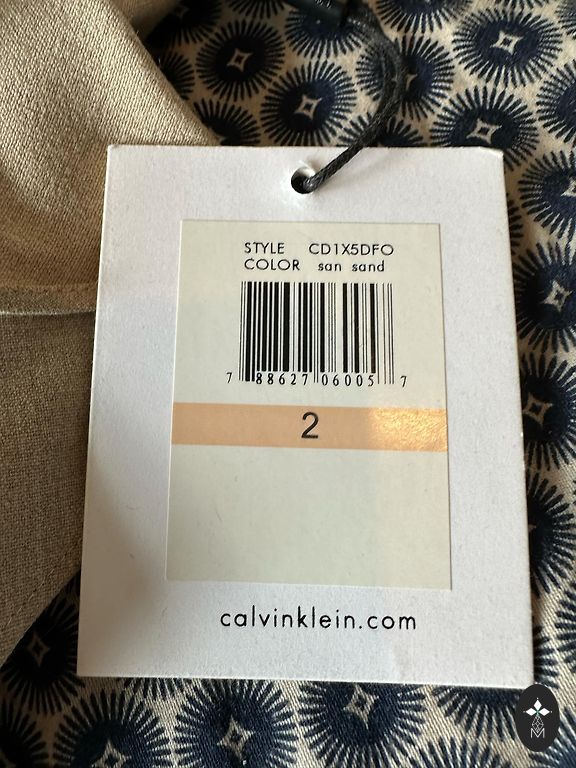 STYLE CD1X5DFO
COLOR san sand
7 88627 06005 7
2
calvinklein.com